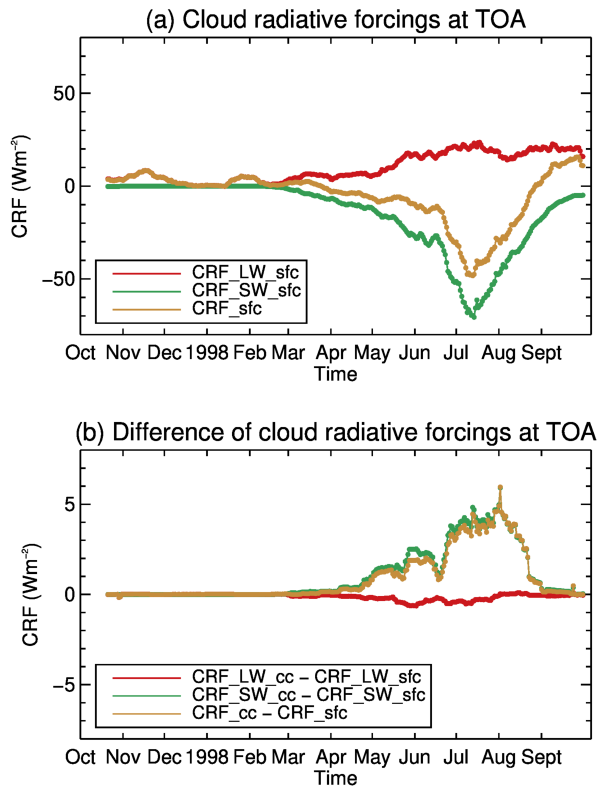 (a) Cloud radiative forcings at TOA
50
0
−50
CRF (Wm⁻²)
CRF_LW_sfc
CRF_SW_sfc
CRF_sfc
Oct Nov Dec 1998 Feb Mar Apr May Jun Jul Aug Sept
Time
(b) Difference of cloud radiative forcings at TOA
5
0
−5
CRF (Wm⁻²)
CRF_LW_cc − CRF_LW_sfc
CRF_SW_cc − CRF_SW_sfc
CRF_cc − CRF_sfc
Oct Nov Dec 1998 Feb Mar Apr May Jun Jul Aug Sept
Time